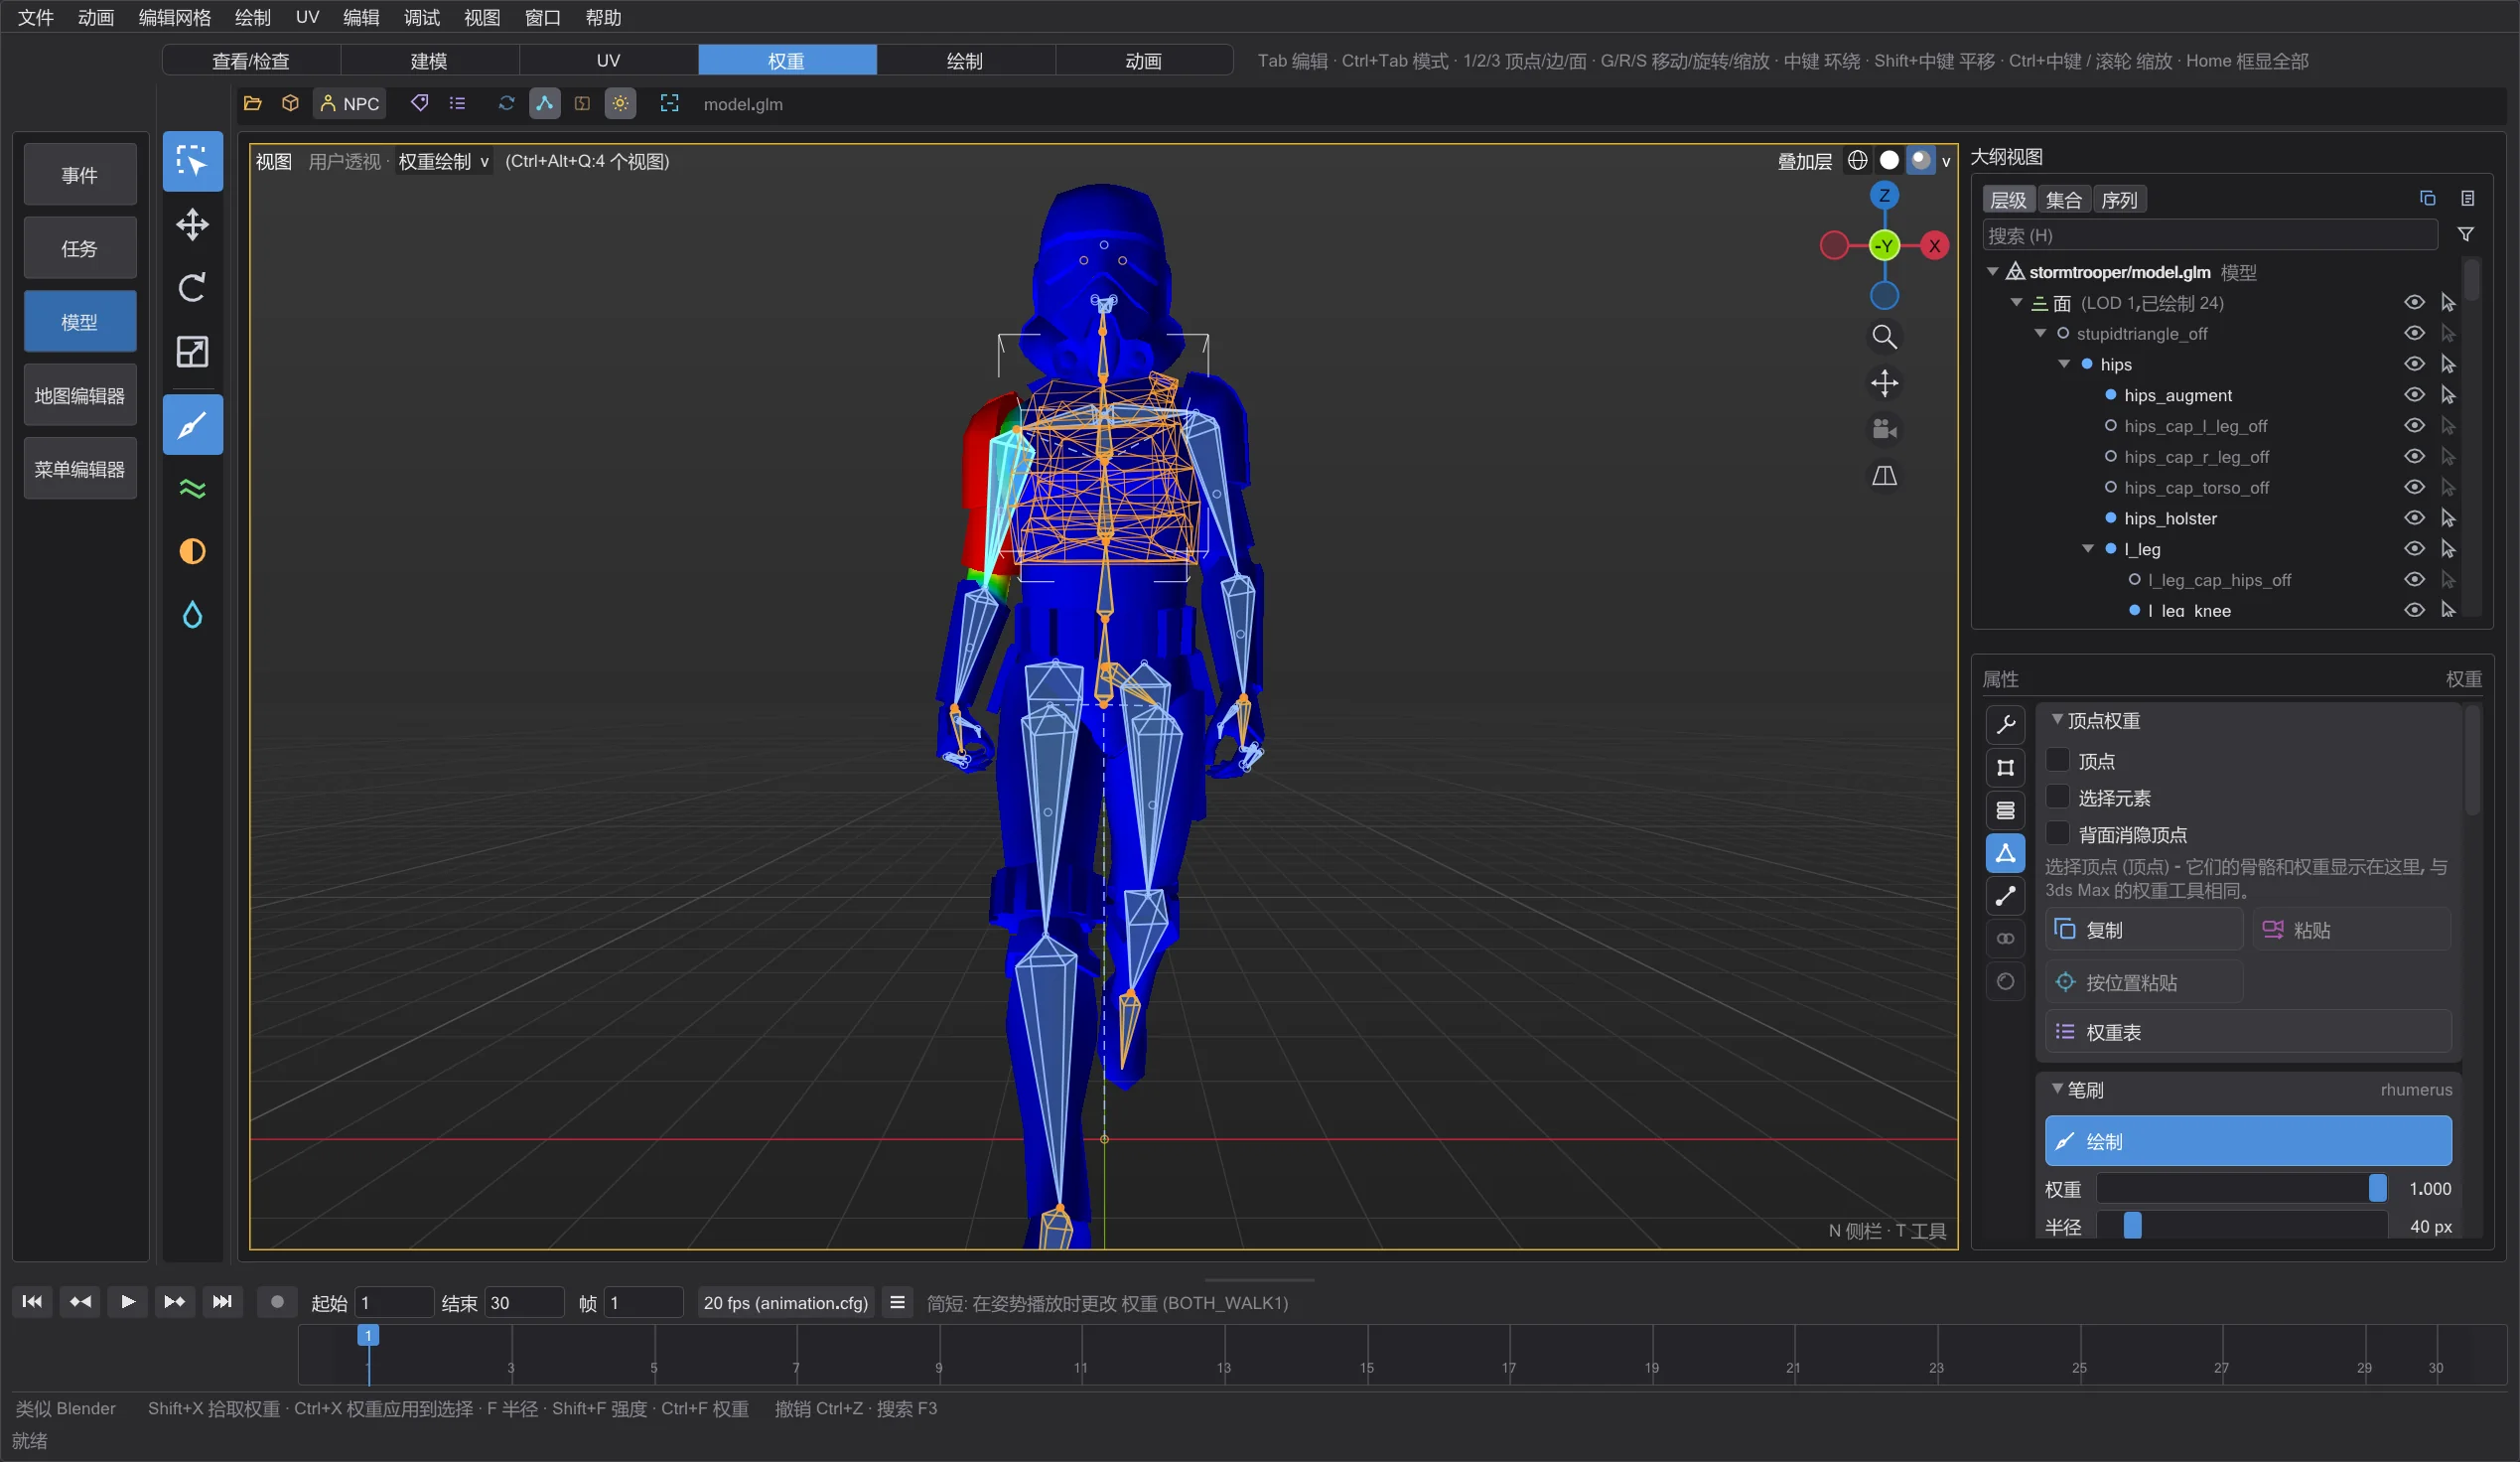 文件 动画 编辑网格 绘制 UV 编辑 调试 视图 窗口 帮助
查看/检查 建模 UV 权重 绘制 动画 Tab 编辑 · Ctrl+Tab 模式 · 1/2/3 顶点/边/面 · G/R/S 移动/旋转/缩放 · 中键 环绕 · Shift+中键 平移 · Ctrl+中键 / 滚轮 缩放 · Home 框显全部
NPC model.glm
事件
任务
模型
地图编辑器
菜单编辑器
视图 用户透视 · 权重绘制 v (Ctrl+Alt+Q:4 个视图) 叠加层 v
Z
-Y X
N 侧栏 · T 工具
大纲视图
层级 集合 序列
搜索 (H)
stormtrooper/model.glm 模型
面 (LOD 1,已绘制 24)
stupidtriangle_off
hips
hips_augment
hips_cap_l_leg_off
hips_cap_r_leg_off
hips_cap_torso_off
hips_holster
l_leg
l_leg_cap_hips_off
l_leg_knee
属性 权重
顶点权重
顶点
选择元素
背面消隐顶点
选择顶点 (顶点) - 它们的骨骼和权重显示在这里, 与
3ds Max 的权重工具相同。
复制 粘贴
按位置粘贴
权重表
笔刷 rhumerus
绘制
权重 1.000
半径 40 px
起始 1 结束 30 帧 1 20 fps (animation.cfg) 简短: 在姿势播放时更改 权重 (BOTH_WALK1)
1
1 3 5 7 9 11 13 15 17 19 21 23 25 27 29 30
类似 Blender Shift+X 拾取权重 · Ctrl+X 权重应用到选择 · F 半径 · Shift+F 强度 · Ctrl+F 权重 撤销 Ctrl+Z · 搜索 F3
就绪